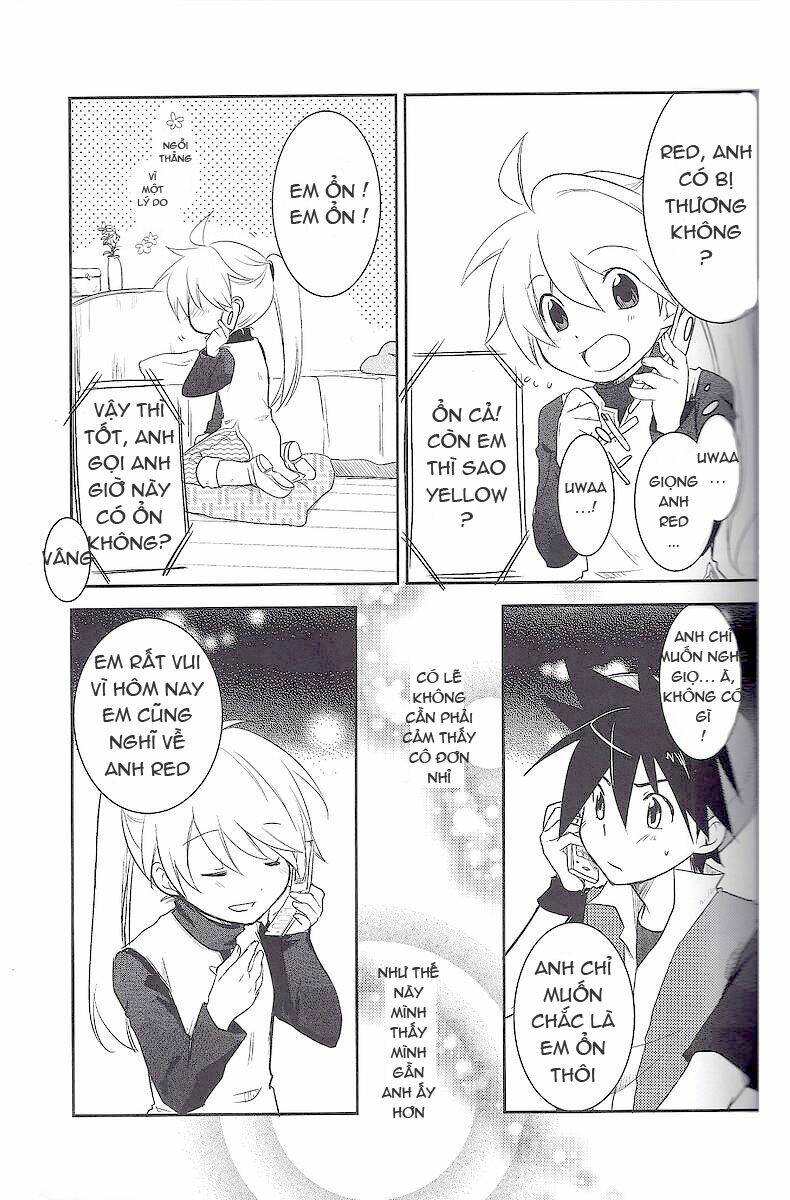 RED, ANH
CÓ BỊ
THƯƠNG
KHÔNG
?
ỔN CẢ!
CÒN EM
THÌ SAO
YELLOW
?
UWAA
...
GIỌNG
ANH
RED
...
UWAA
...!
EM ỔN !
EM ỔN !
NGỒI
THẲNG
VÌ
MỘT
LÝ DO
VẬY THÌ
TỐT, ANH
GỌI ANH
GIỜ NÀY
CÓ ỔN
KHÔNG?
VÂNG
ANH CHỈ
MUỐN NGHE
GIỌ... À,
KHÔNG CÓ
GÌ
!
ANH CHỈ
MUỐN
CHẮC LÀ
EM ỔN
THÔI
CÓ LẼ
KHÔNG
CẦN PHẢI
CẢM THẤY
CÔ ĐƠN
NHỈ
NHƯ THẾ
NÀY
MÌNH
THẤY
MÌNH
GẦN
ANH ẤY
HƠN
EM RẤT VUI
VÌ HÔM NAY
EM CŨNG
NGHĨ VỀ
ANH RED